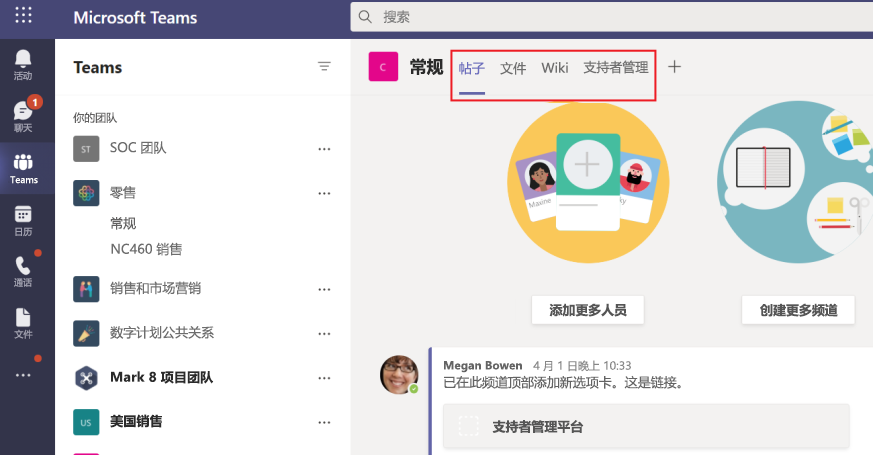 Microsoft Teams
搜索
活动
1
聊天
Teams
日历
通话
文件
Teams
你的团队
ST SOC 团队
零售
常规
NC460 销售
销售和市场营销
数字计划公共关系
Mark 8 项目团队
US 美国销售
C 常规 帖子 文件 Wiki 支持者管理
Maxine
添加更多人员
创建更多频道
Megan Bowen 4 月 1 日晚上 10:33
已在此频道顶部添加新选项卡。这是链接。
支持者管理平台